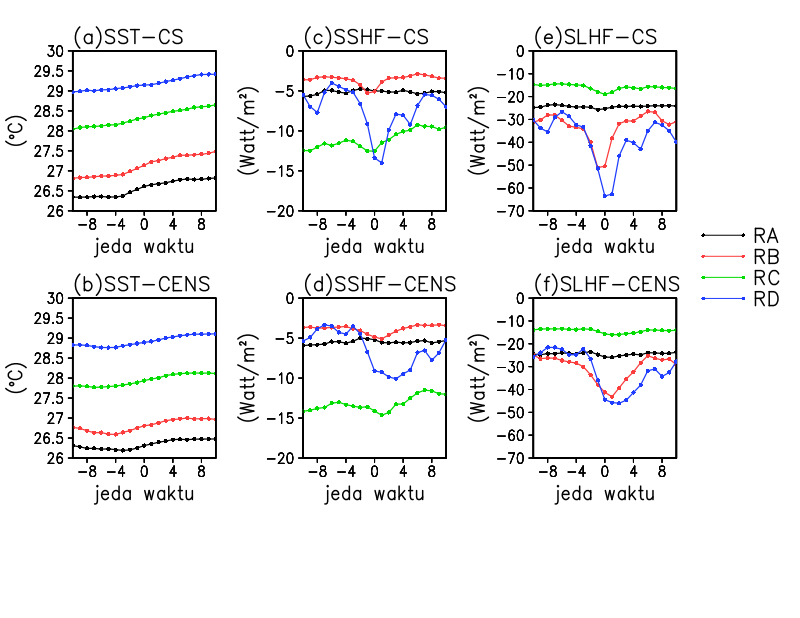 (a)SST-CS
30
29.5
29
28.5
28
27.5
27
26.5
26
(°C)
-8 -4 0 4 8
jeda waktu
(c)SSHF-CS
0
-5
-10
-15
-20
(Watt/m²)
-8 -4 0 4 8
jeda waktu
(e)SLHF-CS
0
-10
-20
-30
-40
-50
-60
-70
(Watt/m²)
-8 -4 0 4 8
jeda waktu
(b)SST-CENS
30
29.5
29
28.5
28
27.5
27
26.5
26
(°C)
-8 -4 0 4 8
jeda waktu
(d)SSHF-CENS
0
-5
-10
-15
-20
(Watt/m²)
-8 -4 0 4 8
jeda waktu
(f)SLHF-CENS
0
-10
-20
-30
-40
-50
-60
-70
(Watt/m²)
-8 -4 0 4 8
jeda waktu
RA
RB
RC
RD